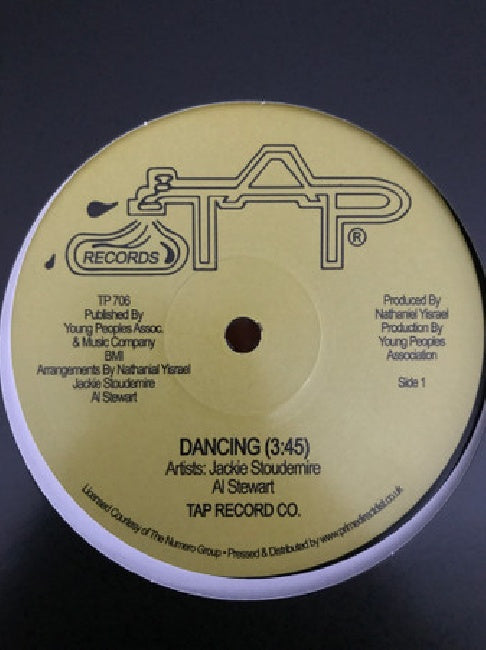 TAP
®
RECORDS
TP 706
Published By
Young Peoples Assoc.
& Music Company
BMI
Arrangements By Nathanial Yisrael
Jackie Stoudemire
Al Stewart
Produced By
Nathaniel Yisrael
Production By
Young Peoples
Association
Side 1
DANCING (3:45)
Artists: Jackie Stoudemire
Al Stewart
TAP RECORD CO.
Licensed Courtesy of The Numero Group • Pressed & Distributed by